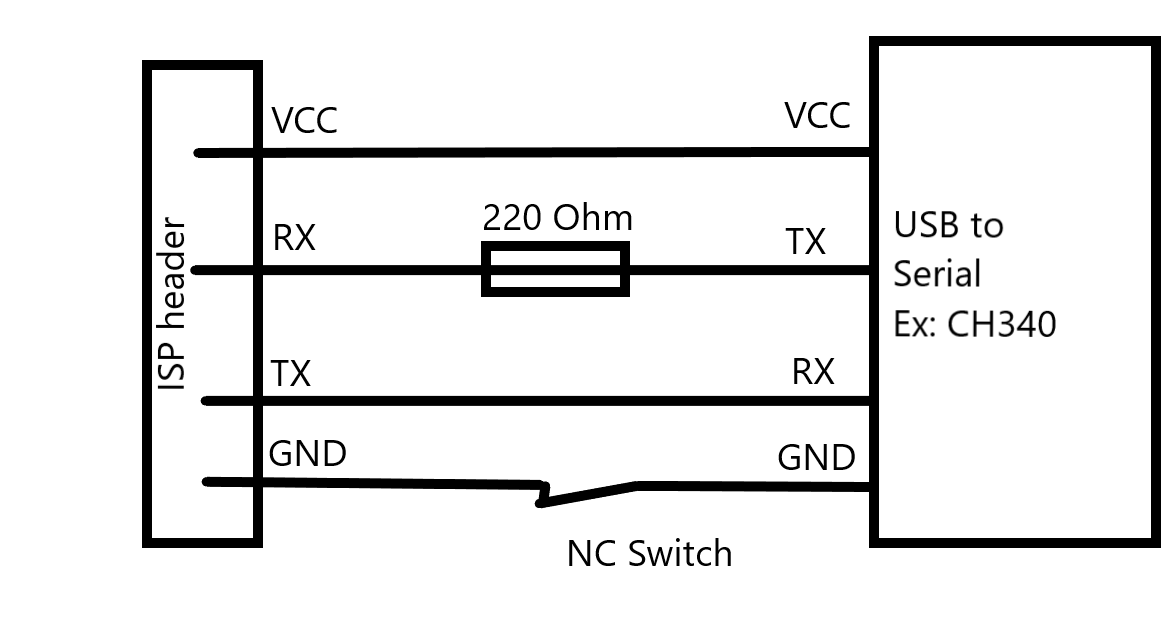 VCC
VCC
220 Ohm
RX
TX
USB to
Serial
Ex: CH340
ISP header
TX
RX
GND
GND
NC Switch